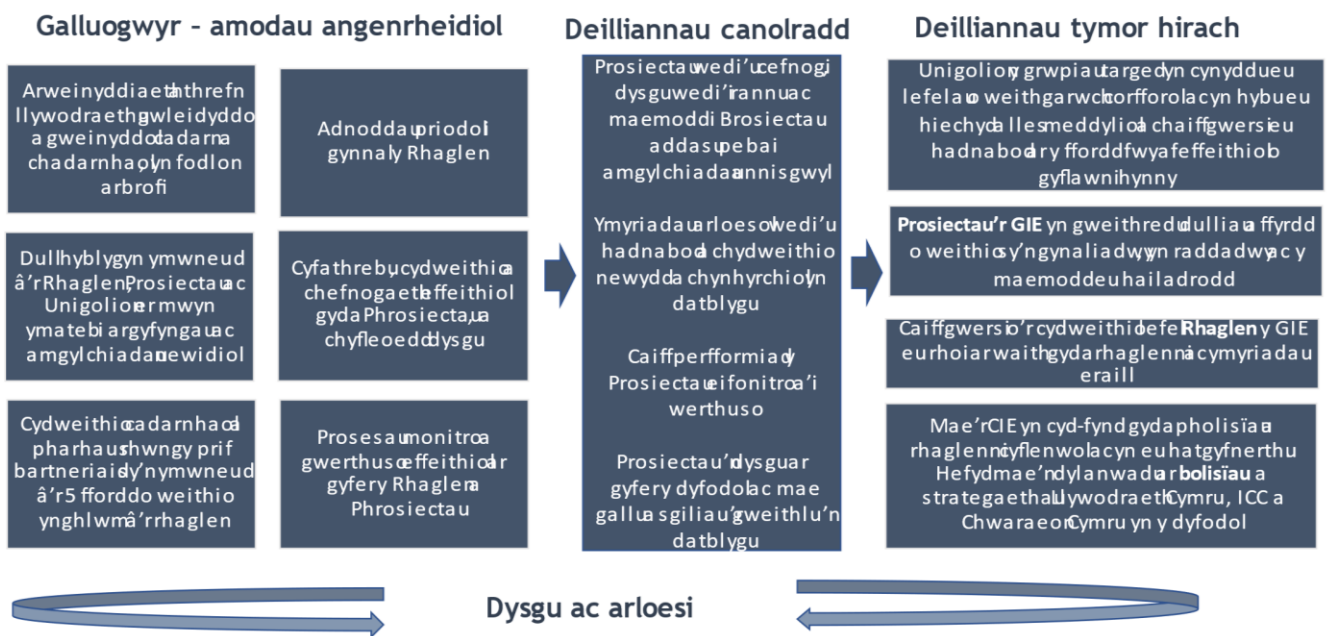 Galluogwyr – amodau angenrheidiol
Arweinyddiaeth threfn
llywodraethu gwleidyddol
a gweinyddol cadarn a
chadarnhaol, yn fodlon
arbrofi
Adnoddau priodol i
gynnal y Rhaglen
Dull hyblyg yn ymwneud
â'r Rhaglen, Prosiectau ac
Unigolion er mwyn
ymateb i argyfyngau ac
amgylchiadau newidiol
Cyfathrebu, cydweithio a
chefnogaeth effeithiol
gyda Phrosiectau, a
chyfleoedd dysgu
Cydweithio cadarnhaol a
pharhaus rhwng y prif
bartneriaid sy'n ymwneud
â'r 5 ffordd o weithio
ynghlwm â'r rhaglen
Prosesau monitro a
gwerthuso effeithiol ar
gyfer y Rhaglen a
Phrosiectau
Deilliannau canolradd
Prosiectau wedi'u cefnogi,
dysgu wedi'i rannu ac
mae modd i Brosiectau
addasu pe bai
amgylchiadau annisgwyl
Ymyriadau arloesol wedi'u
hadnabod a chydweithio
newydd a chynhyrchiol yn
datblygu
Caiff perfformiad y
Prosiectau ei fonitro a'i
werthuso
Prosiectau'n dysgu ar
gyfer y dyfodol ac mae
gallu a sgiliau'r gweithlu'n
datblygu
Deilliannau tymor hirach
Unigolion y grwpiau targed yn cynyddu eu
lefelau o weithgarwch corfforol ac yn hybu eu
hiechyd a lles meddyliol a chaiff gwersi eu
hadnabod ar y ffordd fwyaf effeithiol o
gyflawni hynny
Prosiectau'r GIE yn gweithredu dulliau a ffyrdd
o weithio sy'n gynaliadwy, yn raddadwy ac y
mae modd eu hailadrodd
Caiff gwersi o'r cydweithio lefel Rhaglen y GIE
eu rhoi ar waith gyda rhaglenni ac ymyriadau
eraill
Mae'r CIE yn cyd-fynd gyda pholisïau a
rhaglenni cyflenwol ac yn eu hatgyfnerthu
Hefyd mae'n dylanwadu ar bolisïau a
strategaethau Llywodraeth Cymru, ICC a
Chwaraeon Cymru yn y dyfodol
Dysgu ac arloesi